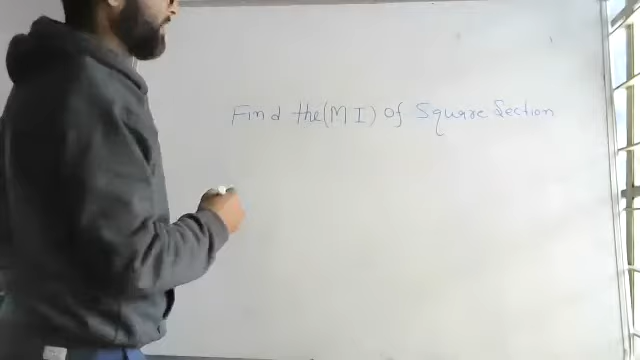 Find the (M I) Of Square Section